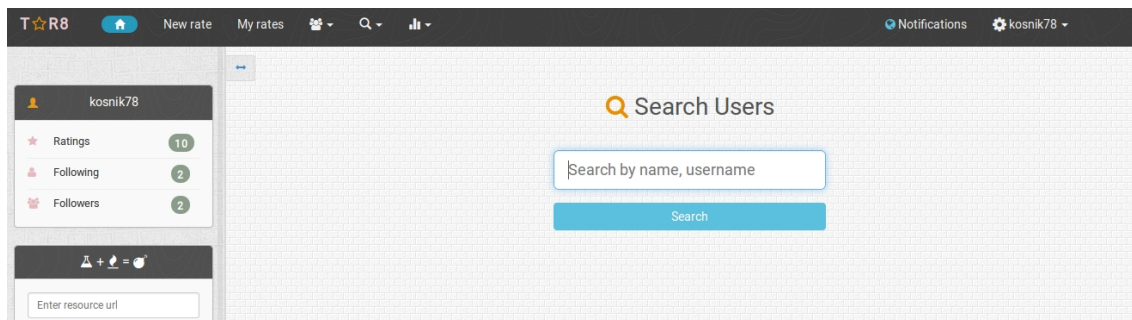 T☆R8 New rate My rates Notifications kosnik78
kosnik78
Ratings 10
Following 2
Followers 2
+ =
Enter resource url
Search Users
Search by name, username
Search